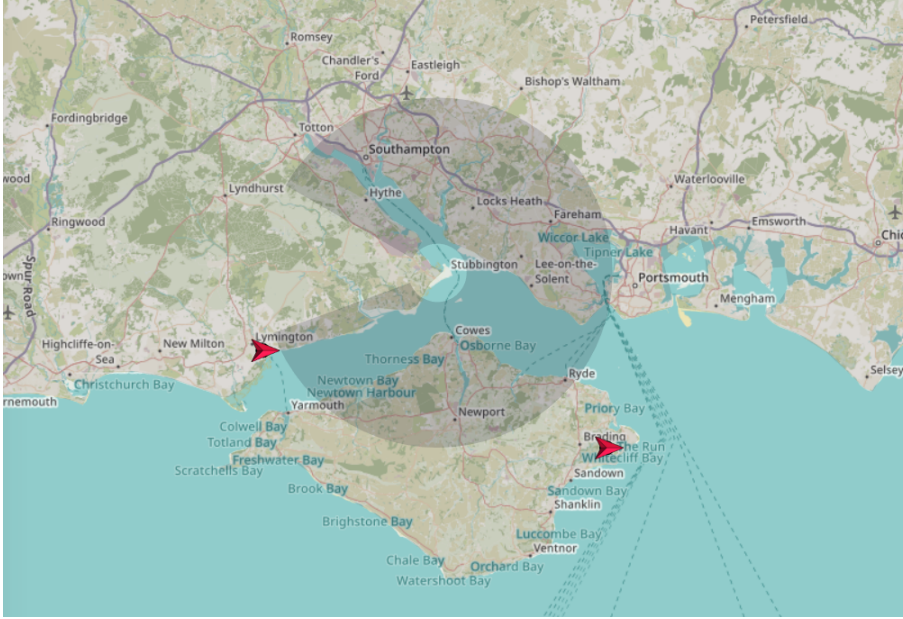 Petersfield
Romsey
Chandler's
Ford
Eastleigh
Bishop's Waltham
Fordingbridge
Totton
Southampton
wood
Lyndhurst
Hythe
Waterlooville
Locks Heath
Ringwood
Fareham
Havant
Emsworth
Wiccor Lake
Chic
Tipner Lake
own
Spur Road
Stubbington
Lee-on-the-
Solent
Portsmouth
Mengham
Lymington
Cowes
Osborne Bay
Highcliffe-on-
Sea
New Milton
Thorness Bay
Selsey
Christchurch Bay
Newtown Bay
Newtown Harbour
Ryde
rnemouth
Yarmouth
Newport
Priory Bay
Colwell Bay
Totland Bay
Brading
The Run
Whitecliff Bay
Freshwater Bay
Scratchells Bay
Sandown
Brook Bay
Sandown Bay
Shanklin
Brighstone Bay
Luccombe Bay
Ventnor
Chale Bay
Orchard Bay
Watershoot Bay